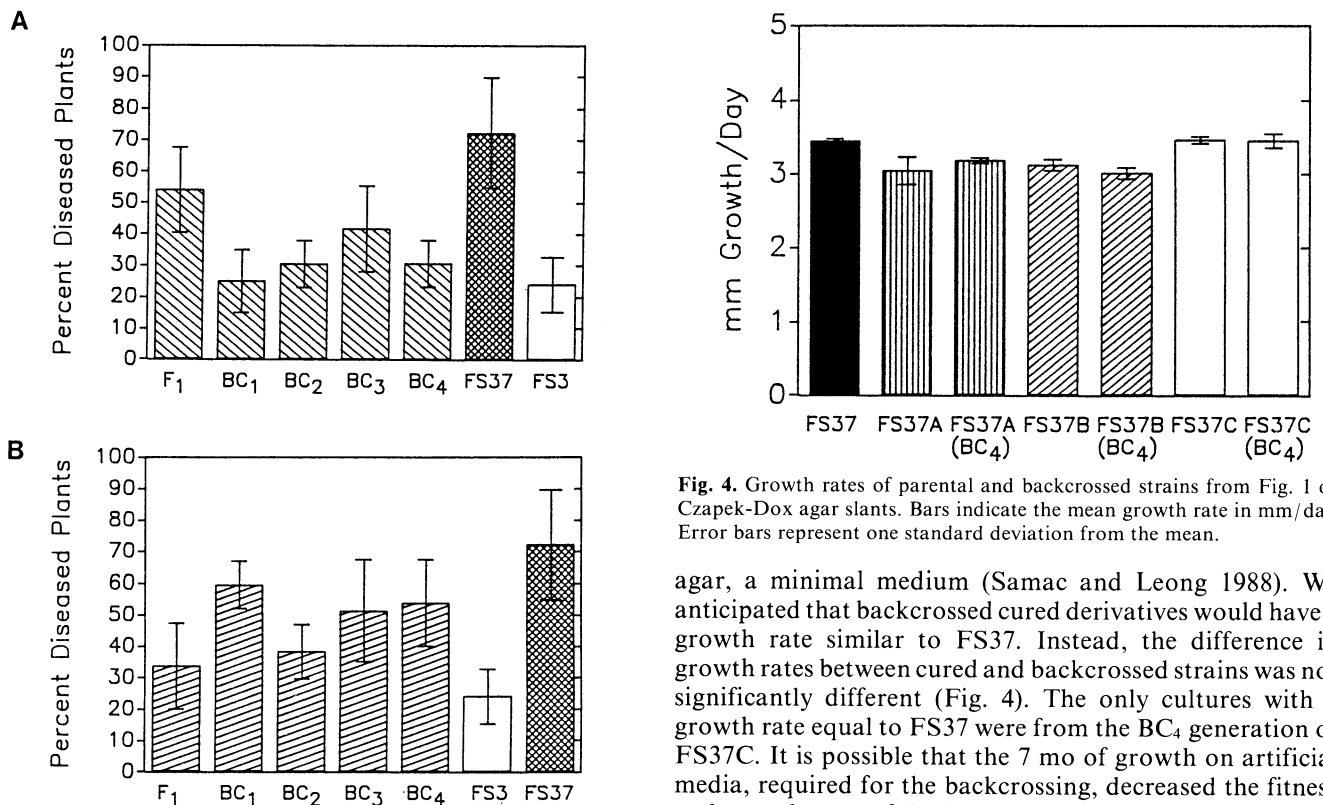 A
Percent Diseased Plants
100
90
80
70
60
50
40
30
20
10
0
F1 BC1 BC2 BC3 BC4 FS37 FS3
B
Percent Diseased Plants
100
90
80
70
60
50
40
30
20
10
0
F1 BC1 BC2 BC3 BC4 FS3 FS37
mm Growth/Day
5
4
3
2
1
0
FS37 FS37A FS37A FS37B FS37B FS37C FS37C
(BC4) (BC4) (BC4)
Fig. 4. Growth rates of parental and backcrossed strains from Fig. 1
Czapek-Dox agar slants. Bars indicate the mean growth rate in mm/da
Error bars represent one standard deviation from the mean.
agar, a minimal medium (Samac and Leong 1988). W
anticipated that backcrossed cured derivatives would have
growth rate similar to FS37. Instead, the difference i
growth rates between cured and backcrossed strains was no
significantly different (Fig. 4). The only cultures with
growth rate equal to FS37 were from the BC4 generation o
FS37C. It is possible that the 7 mo of growth on artificia
media, required for the backcrossing, decreased the fitnes